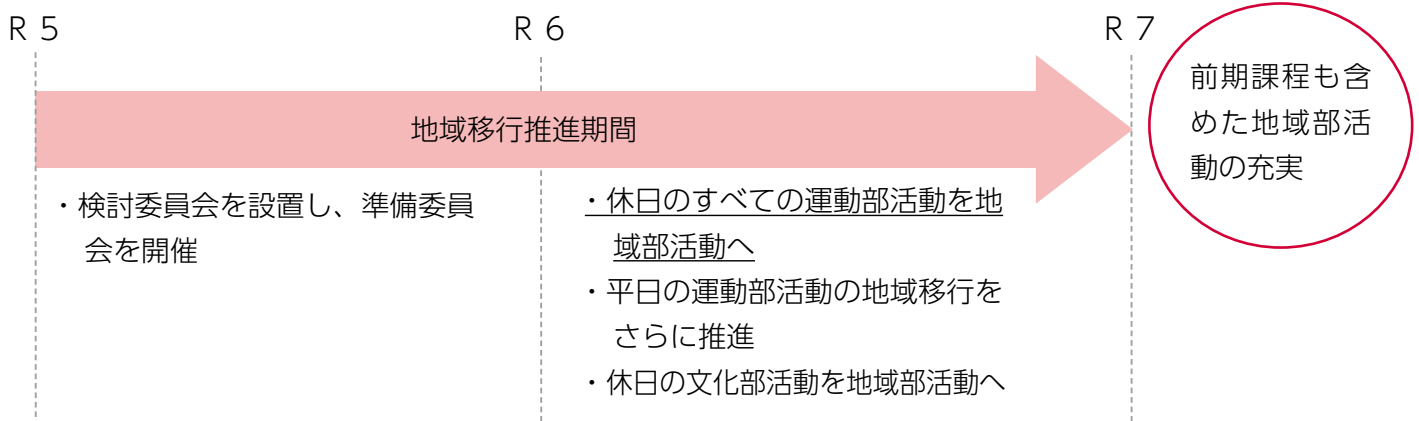 R 5
R 6
R 7
地域移行推進期間
・検討委員会を設置し、準備委員
会を開催
・休日のすべての運動部活動を地
域部活動へ
・平日の運動部活動の地域移行を
さらに推進
・休日の文化部活動を地域部活動へ
前期課程も含
めた地域部活
動の充実